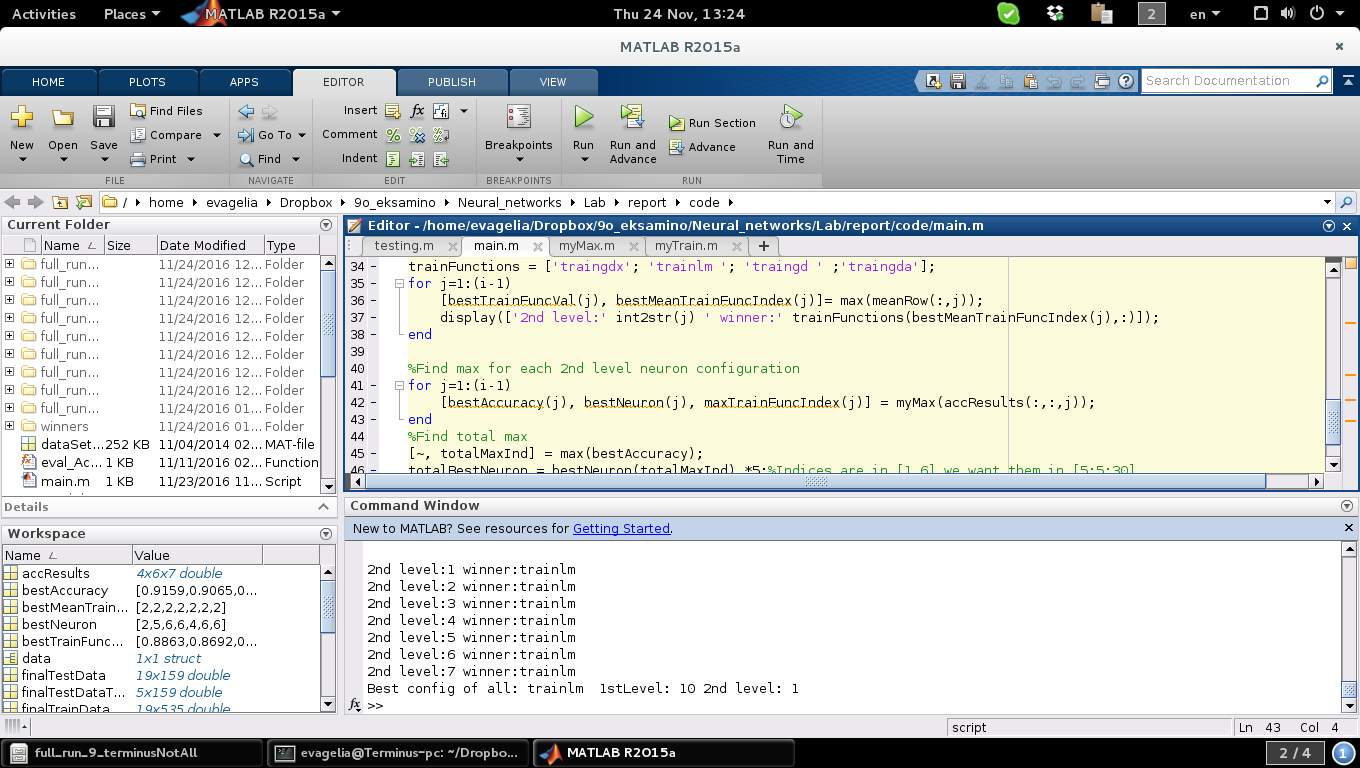 Activities Places MATLAB R2015a Thu 24 Nov, 13:24 2 en
MATLAB R2015a
HOME PLOTS APPS EDITOR PUBLISH VIEW Search Documentation
New Open Save Find Files Compare Print
FILE
Go To Find
NAVIGATE
Insert fx Comment Indent
EDIT
Breakpoints
BREAKPOINTS
Run Run and Advance Run Section Advance Run and Time
RUN
/ home evagelia Dropbox 9o_eksamino Neural_networks Lab report code
Current Folder
Name Size Date Modified Type
full_run... 11/24/2016 12... Folder
full_run... 11/24/2016 12... Folder
full_run... 11/24/2016 12... Folder
full_run... 11/24/2016 12... Folder
full_run... 11/24/2016 12... Folder
full_run... 11/24/2016 12... Folder
full_run... 11/24/2016 12... Folder
full_run... 11/24/2016 12... Folder
full_run... 11/24/2016 01... Folder
winners 11/24/2016 01... Folder
dataSet... 252 KB 11/04/2014 02... MAT-file
eval_Ac... 1 KB 11/11/2016 02... Function
main.m 1 KB 11/23/2016 11... Script
Details
Workspace
Name Value
accResults 4x6x7 double
bestAccuracy [0.9159,0.9065,0...
bestMeanTrain... [2,2,2,2,2,2,2]
bestNeuron [2,5,6,6,4,6,6]
bestTrainFunc... [0.8863,0.8692,0...
data 1x1 struct
finalTestData 19x159 double
finalTestDataT... 5x159 double
finalTrainData 19x535 double
Editor - /home/evagelia/Dropbox/9o_eksamino/Neural_networks/Lab/report/code/main.m
testing.m main.m myMax.m myTrain.m
34 trainFunctions = ['traingdx'; 'trainlm '; 'traingd ' ;'traingda'];
35 for j=1:(i-1)
36 [bestTrainFuncVal(j), bestMeanTrainFuncIndex(j)]= max(meanRow(:,j));
37 display(['2nd level:' int2str(j) ' winner:' trainFunctions(bestMeanTrainFuncIndex(j),:)]);
38 end
39
40 %Find max for each 2nd level neuron configuration
41 for j=1:(i-1)
42 [bestAccuracy(j), bestNeuron(j), maxTrainFuncIndex(j)] = myMax(accResults(:,:,j));
43 end
44 %Find total max
45 [~, totalMaxInd] = max(bestAccuracy);
46 totalBestNeuron = bestNeuron(totalMaxInd) *5;%Indices are in [1,6] we want them in [5:5:30]
Command Window
New to MATLAB? See resources for Getting Started.
2nd level:1 winner:trainlm
2nd level:2 winner:trainlm
2nd level:3 winner:trainlm
2nd level:4 winner:trainlm
2nd level:5 winner:trainlm
2nd level:6 winner:trainlm
2nd level:7 winner:trainlm
Best config of all: trainlm  1stLevel: 10 2nd level: 1
fx >>
script Ln 43 Col 4
full_run_9_terminusNotAll evagelia@Terminus-pc: ~/Dropbo... MATLAB R2015a 2 / 4 1